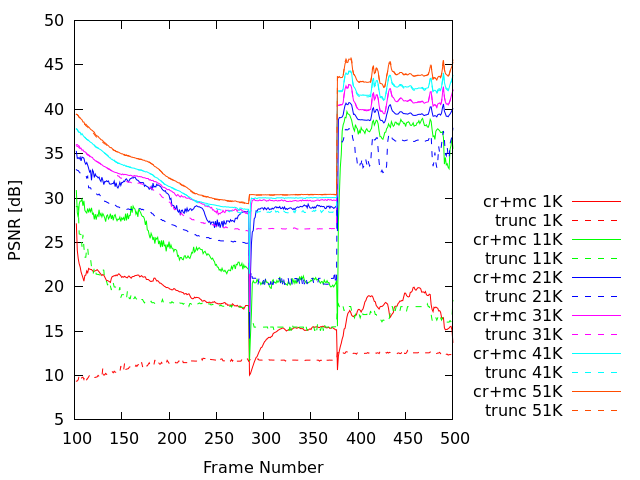 50
45
40
35
30
25
20
15
10
5
PSNR [dB]
100 150 200 250 300 350 400 450 500
Frame Number
cr+mc 1K
trunc 1K
cr+mc 11K
trunc 11K
cr+mc 21K
trunc 21K
cr+mc 31K
trunc 31K
cr+mc 41K
trunc 41K
cr+mc 51K
trunc 51K